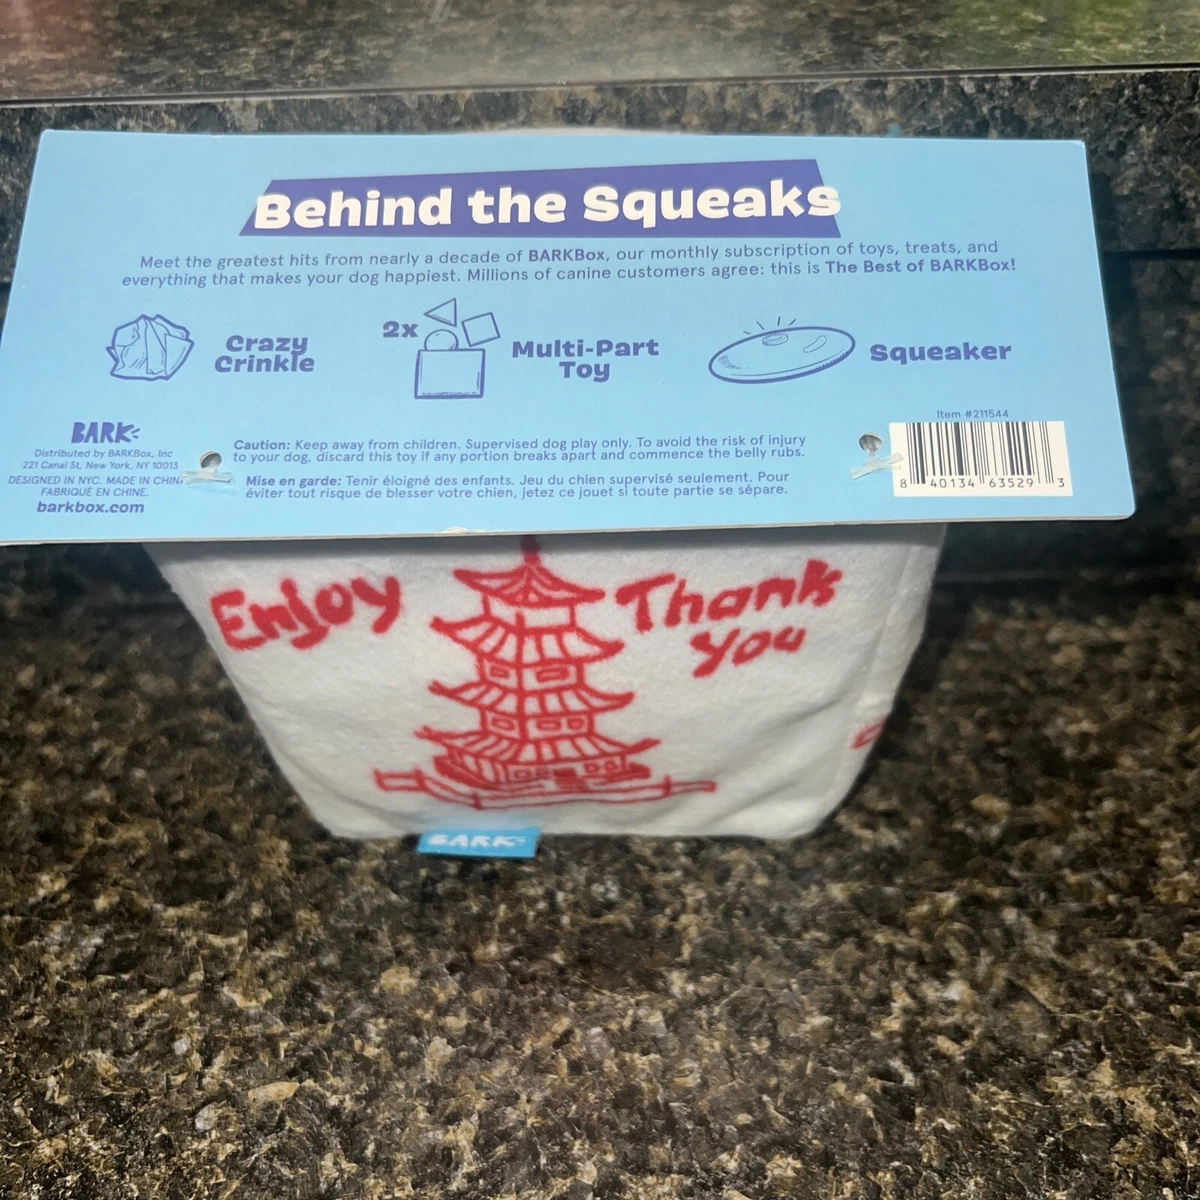 Behind the Squeaks
Meet the greatest hits from nearly a decade of BARKBox, our monthly subscription of toys, treats, and
everything that makes your dog happiest. Millions of canine customers agree: this is The Best of BARKBox!
Crazy
Crinkle
2x
Multi-Part
Toy
Squeaker
BARK
Distributed by BARKBox, Inc
221 Canal St, New York, NY 10013
DESIGNED IN NYC. MADE IN CHINA
FABRIQUÉ EN CHINE.
barkbox.com
Caution: Keep away from children. Supervised dog play only. To avoid the risk of injury
to your dog, discard this toy if any portion breaks apart and commence the belly rubs.
Mise en garde: Tenir éloigné des enfants. Jeu du chien supervisé seulement. Pour
éviter tout risque de blesser votre chien, jetez ce jouet si toute partie se sépare.
Item #211544
8 40134 63529 3
Enjoy
Thank
You
BARK